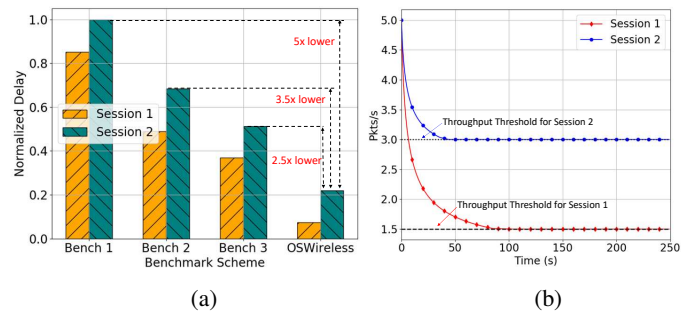 1.0
0.8
0.6
0.4
0.2
0.0
Normalized Delay
Session 1
Session 2
5x lower
3.5x lower
2.5x lower
Bench 1 Bench 2 Bench 3 OSWireless
Benchmark Scheme
(a)
5.0
4.5
4.0
3.5
3.0
2.5
2.0
1.5
Pkts/s
Session 1
Session 2
Throughput Threshold for Session 2
Throughput Threshold for Session 1
0 50 100 150 200 250
Time (s)
(b)